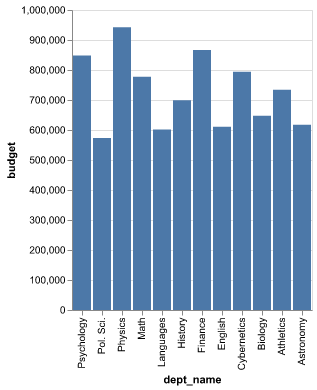 1,000,000
900,000
800,000
700,000
600,000
500,000
400,000
300,000
200,000
100,000
0
budget
Psychology
Pol. Sci.
Physics
Math
Languages
History
Finance
English
Cybernetics
Biology
Athletics
Astronomy
dept_name